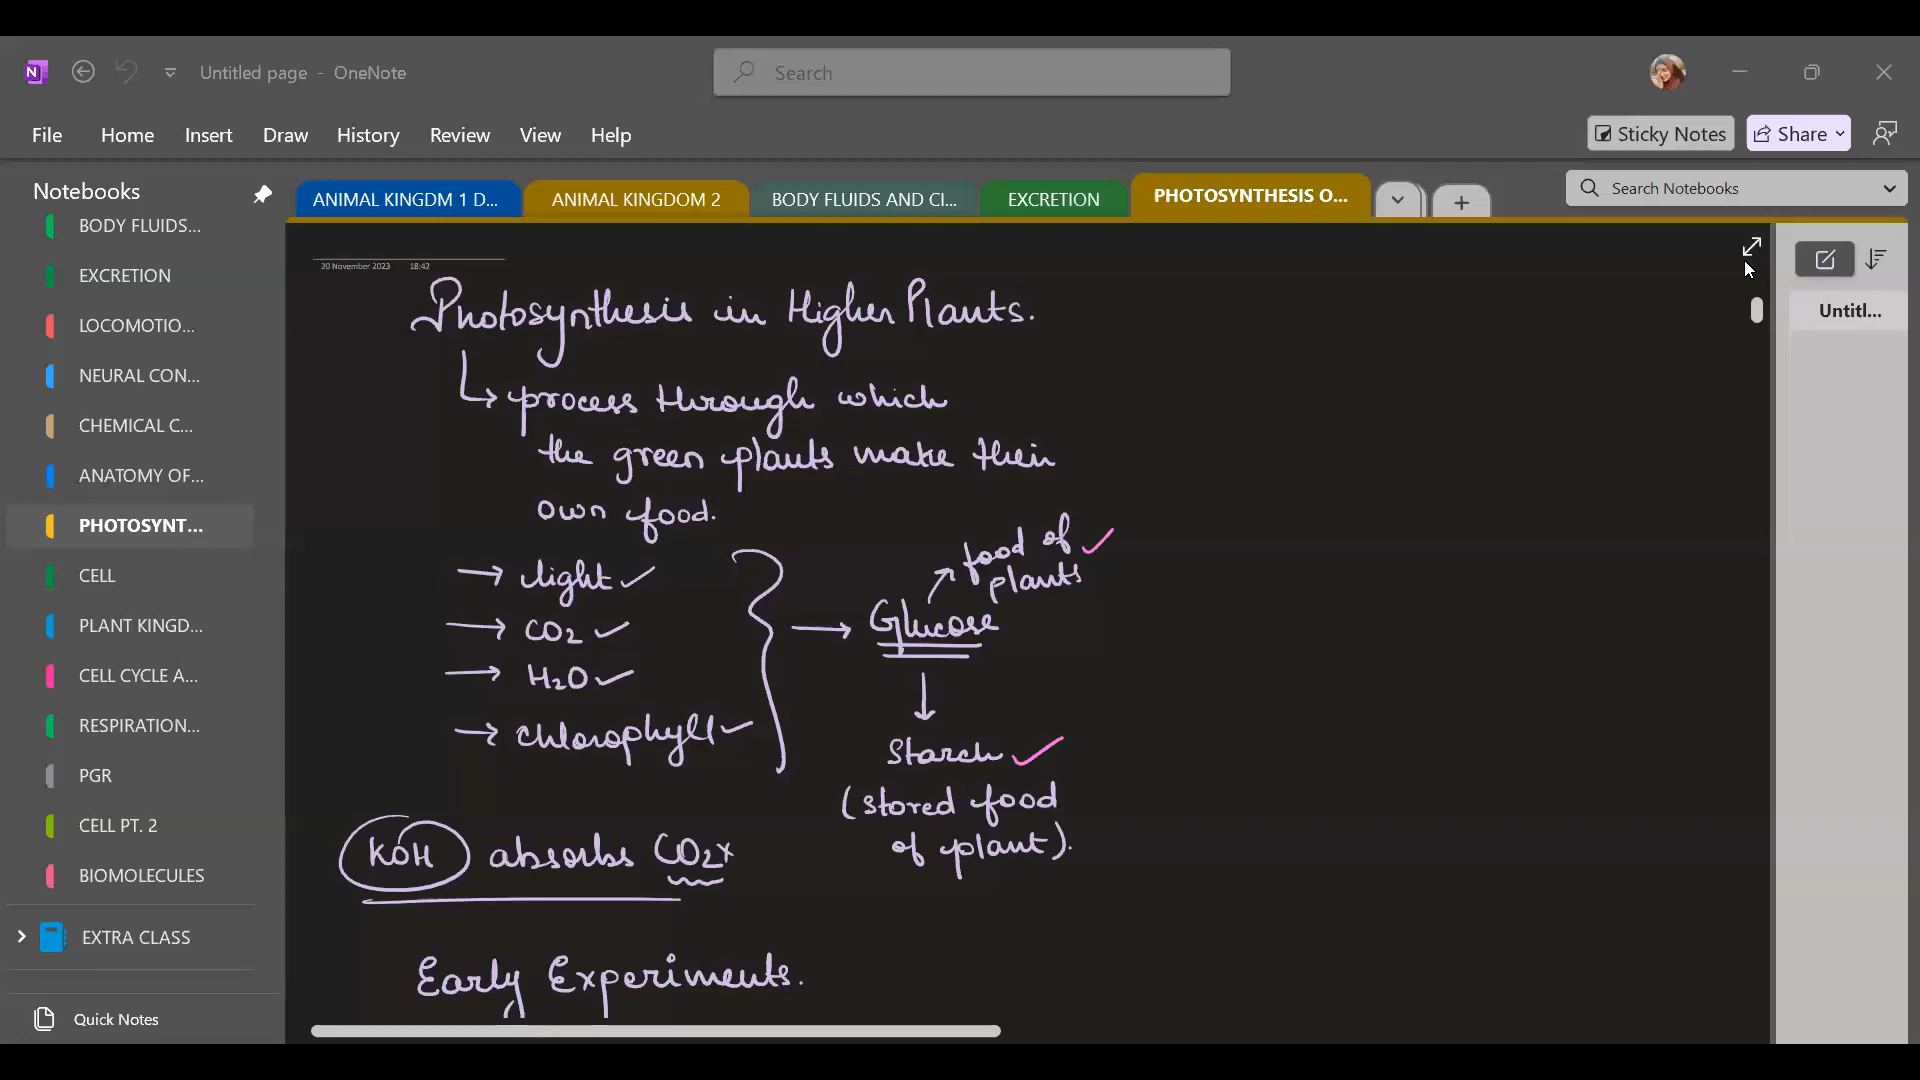 Untitled page - OneNote
Search
File Home Insert Draw History Review View Help
Sticky Notes
Share
Notebooks
ANIMAL KINGDM 1 D...
ANIMAL KINGDOM 2
BODY FLUIDS AND CI...
EXCRETION
PHOTOSYNTHESIS O...
Search Notebooks
BODY FLUIDS...
EXCRETION
LOCOMOTIO...
NEURAL CON...
CHEMICAL C...
ANATOMY OF...
PHOTOSYNT...
CELL
PLANT KINGD...
CELL CYCLE A...
RESPIRATION...
PGR
CELL PT. 2
BIOMOLECULES
EXTRA CLASS
Quick Notes
20 November 2023 18:42
Photosynthesis in Higher Plants.
process through which
the green plants make their
own food.
→ light ✓
→ CO2 ✓
→ H2O ✓
→ chlorophyll ✓
→ Glucose
food of ✓
plants
Starch ✓
(stored food
of plant).
KOH absorbs CO2x
Early Experiments.
Untitl...